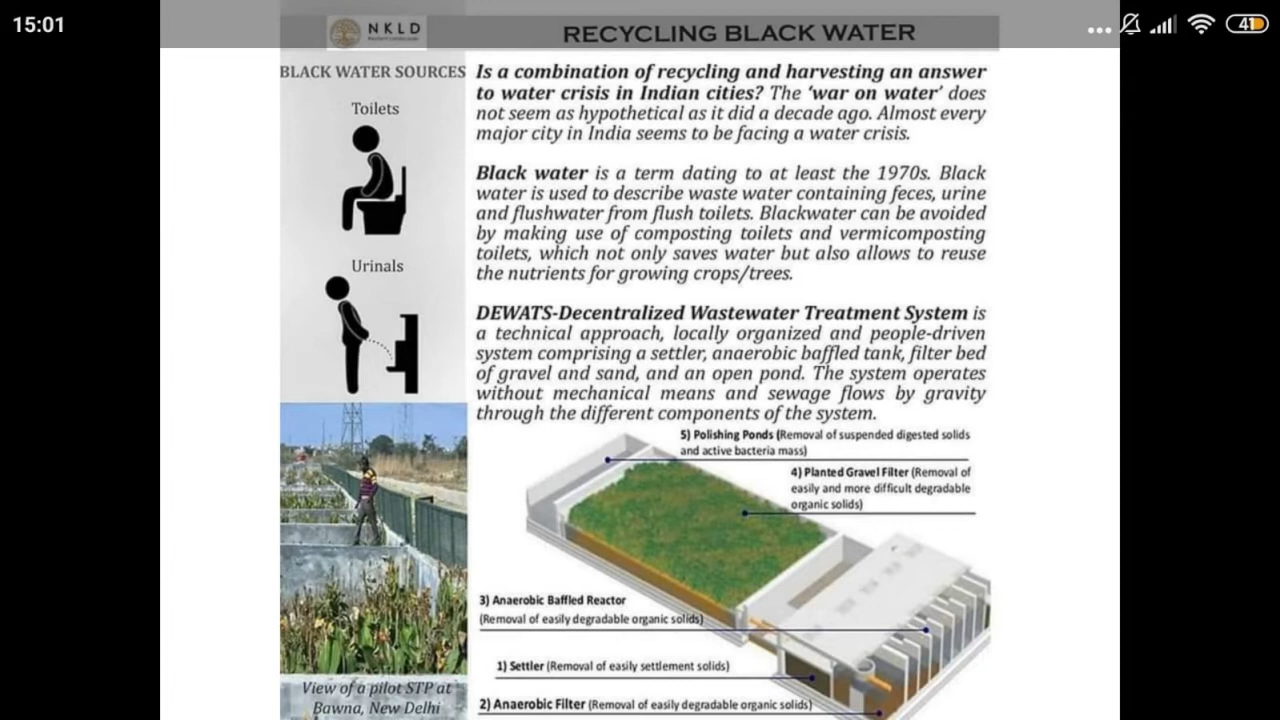 15:01
41
NKLD
RECYCLING BLACK WATER
BLACK WATER SOURCES
Toilets
Urinals
View of a pilot STP at
Bawna, New Delhi
Is a combination of recycling and harvesting an answer
to water crisis in Indian cities? The ‘war on water’ does
not seem as hypothetical as it did a decade ago. Almost every
major city in India seems to be facing a water crisis.
Black water is a term dating to at least the 1970s. Black
water is used to describe waste water containing feces, urine
and flushwater from flush toilets. Blackwater can be avoided
by making use of composting toilets and vermicomposting
toilets, which not only saves water but also allows to reuse
the nutrients for growing crops/trees.
DEWATS-Decentralized Wastewater Treatment System is
a technical approach, locally organized and people-driven
system comprising a settler, anaerobic baffled tank, filter bed
of gravel and sand, and an open pond. The system operates
without mechanical means and sewage flows by gravity
through the different components of the system.
5) Polishing Ponds (Removal of suspended digested solids
and active bacteria mass)
4) Planted Gravel Filter (Removal of
easily and more difficult degradable
organic solids)
3) Anaerobic Baffled Reactor
(Removal of easily degradable organic solids)
1) Settler (Removal of easily settlement solids)
2) Anaerobic Filter (Removal of easily degradable organic solids)